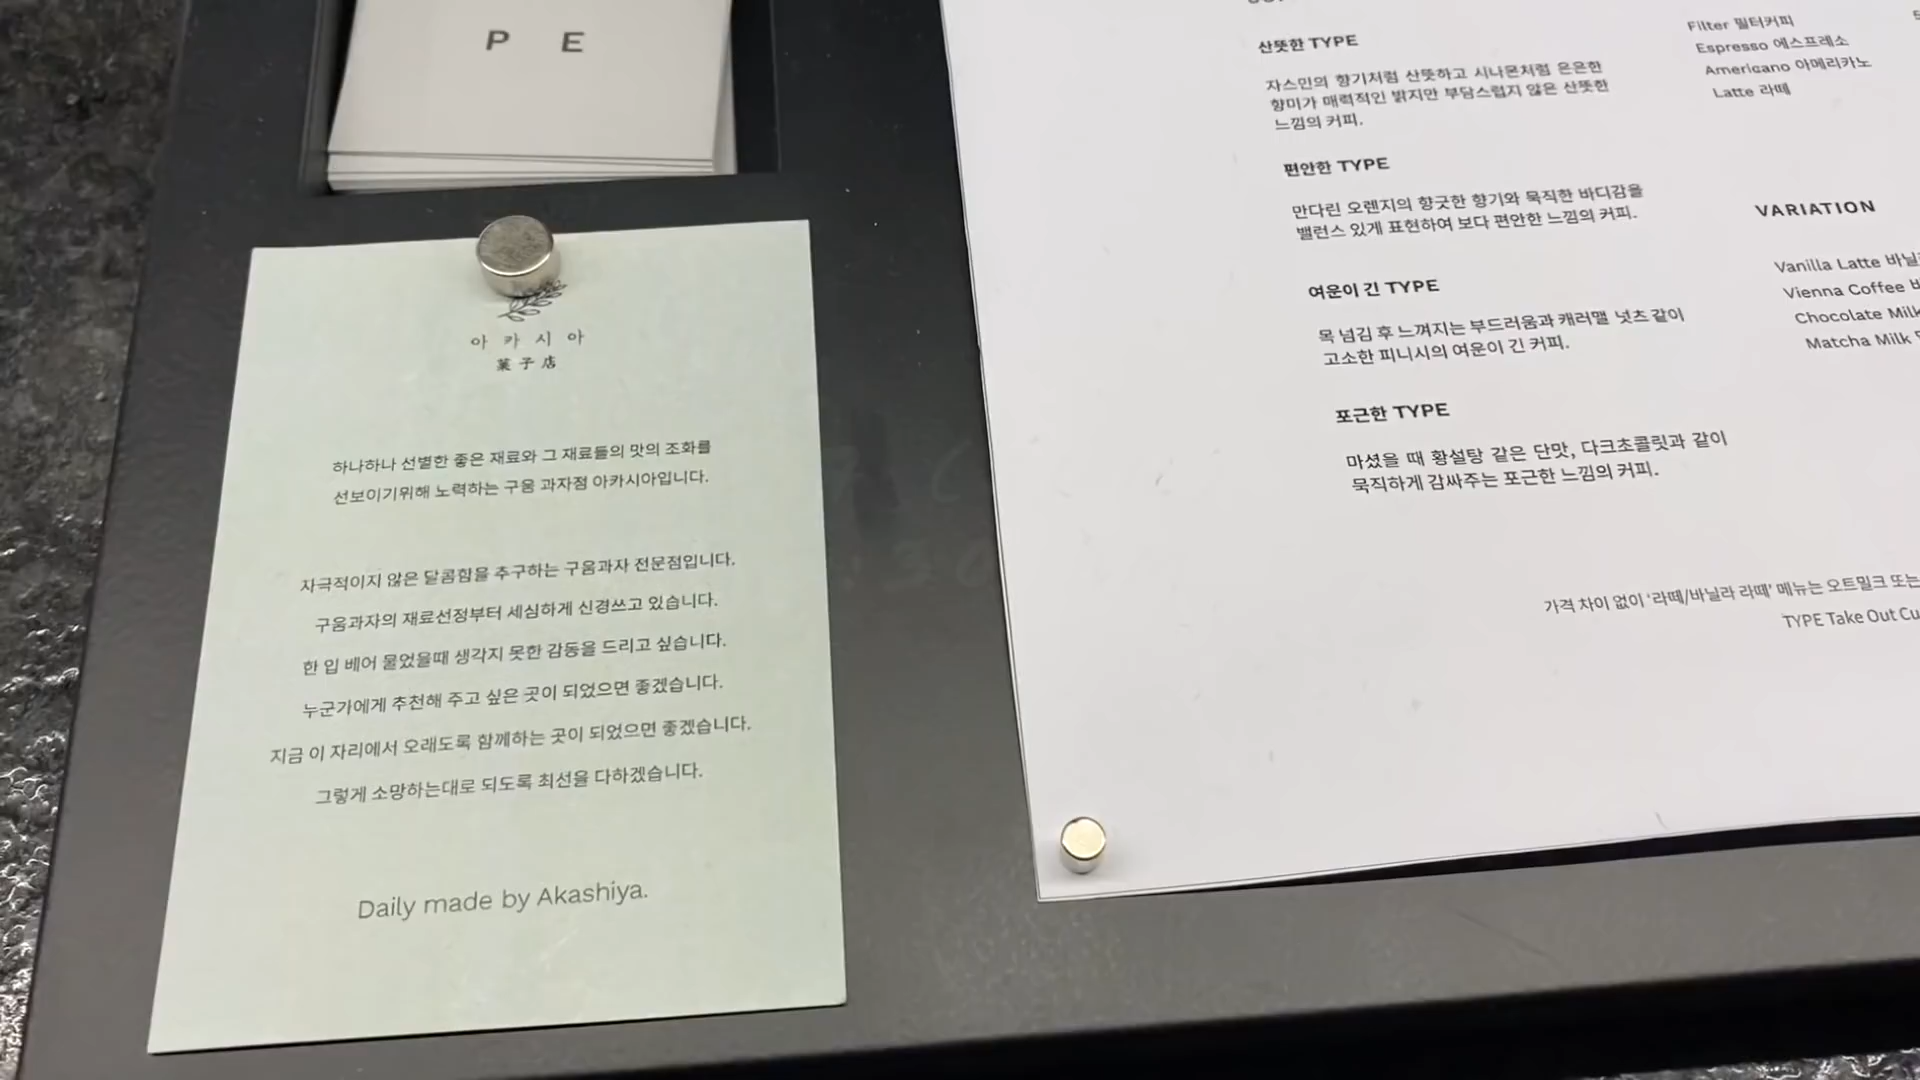 P E
아 카 시 아
菓子店
하나하나 선별한 좋은 재료와 그 재료들의 맛의 조화를
선보이기위해 노력하는 구움 과자점 아카시아입니다.
자극적이지 않은 달콤함을 추구하는 구움과자 전문점입니다.
구움과자의 재료선정부터 세심하게 신경쓰고 있습니다.
한 입 베어 물었을때 생각지 못한 감동을 드리고 싶습니다.
누군가에게 추천해 주고 싶은 곳이 되었으면 좋겠습니다.
지금 이 자리에서 오래도록 함께하는 곳이 되었으면 좋겠습니다.
그렇게 소망하는대로 되도록 최선을 다하겠습니다.
Daily made by Akashiya.
산뜻한 TYPE
자스민의 향기처럼 산뜻하고 시나몬처럼 은은한
향미가 매력적인 밝지만 부담스럽지 않은 산뜻한
느낌의 커피.
편안한 TYPE
만다린 오렌지의 향긋한 향기와 묵직한 바디감을
밸런스 있게 표현하여 보다 편안한 느낌의 커피.
여운이 긴 TYPE
목 넘김 후 느껴지는 부드러움과 캐러맬 넛츠같이
고소한 피니시의 여운이 긴 커피.
포근한 TYPE
마셨을 때 황설탕 같은 단맛, 다크초콜릿과 같이
묵직하게 감싸주는 포근한 느낌의 커피.
Filter 필터커피
Espresso 에스프레소
Americano 아메리카노
Latte 라떼
VARIATION
Vanilla Latte
Vienna Coffee
Chocolate Milk
Matcha Milk
가격 차이 없이 '라떼/바닐라 라떼' 메뉴는 오트밀크 또는
TYPE Take Out